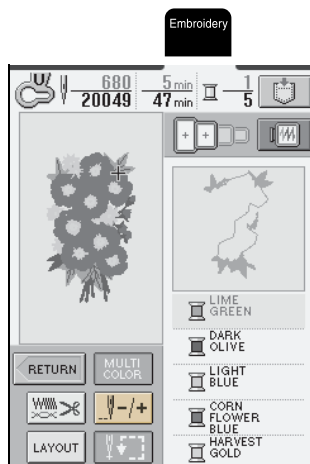 Embroidery
U
680 5 min 1
20049 47 min 5
LIME
GREEN
DARK
OLIVE
LIGHT
BLUE
CORN
FLOWER
BLUE
HARVEST
GOLD
RETURN MULTI
COLOR
-/+
LAYOUT